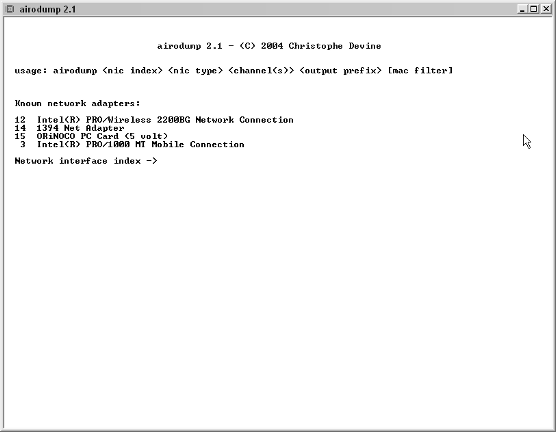 airodump 2.1
airodump 2.1 - (C) 2004 Christophe Devine
usage: airodump <nic index> <nic type> <channel(s)> <output prefix> [mac filter]
Known network adapters:
12 Intel(R) PRO/Wireless 2200BG Network Connection
14 1394 Net Adapter
15 ORiNOCO PC Card (5 volt)
3 Intel(R) PRO/1000 MT Mobile Connection
Network interface index ->